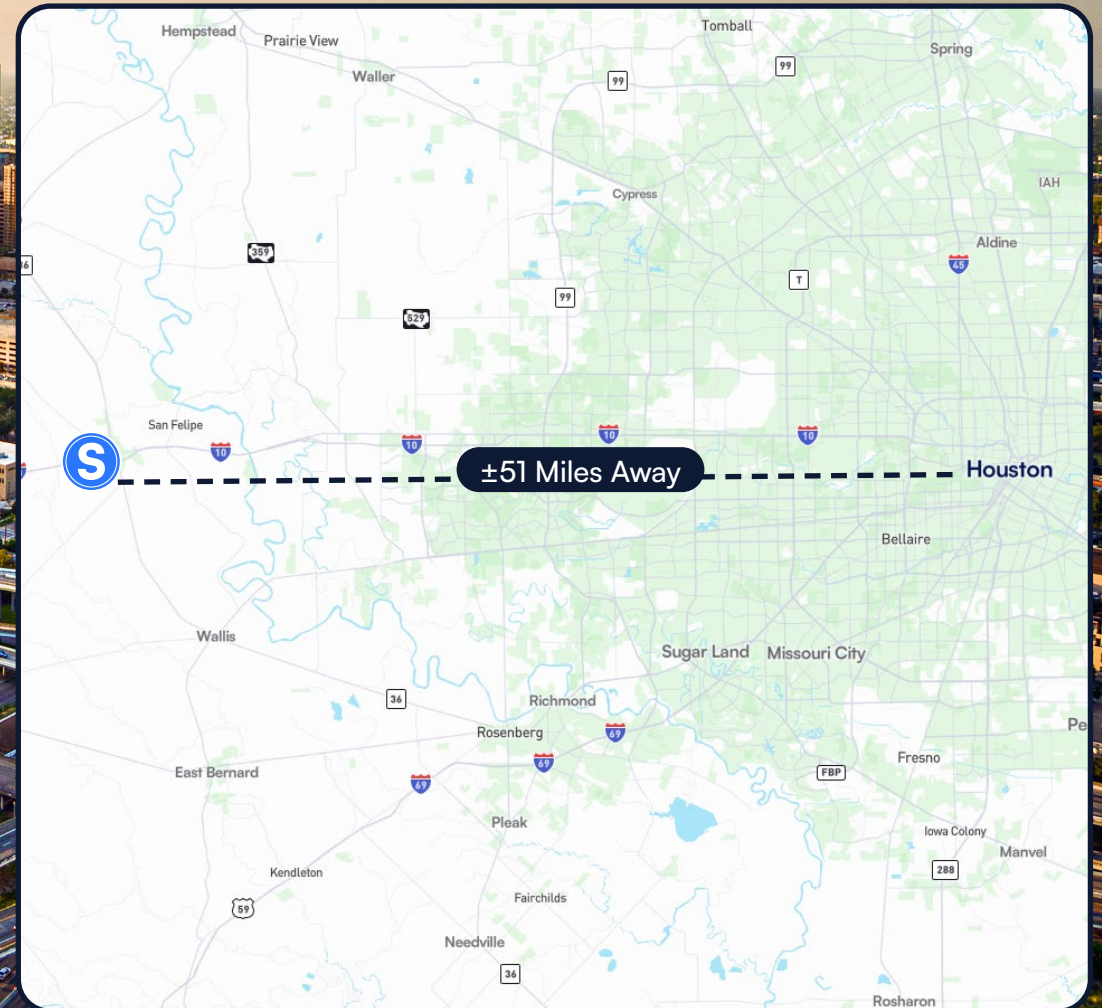 Tomball
Hempstead
Prairie View
Spring
Waller
99
99
IAH
Cypress
Aldine
359
45
T
99
529
San Felipe
10
10
10
10
S
±51 Miles Away
Houston
Bellaire
Wallis
Sugar Land
Missouri City
36
Richmond
Rosenberg
69
Pe
Fresno
69
East Bernard
FBP
69
Pleak
Iowa Colony
Manvel
288
Kendleton
Fairchilds
59
Needville
36
Rosharon